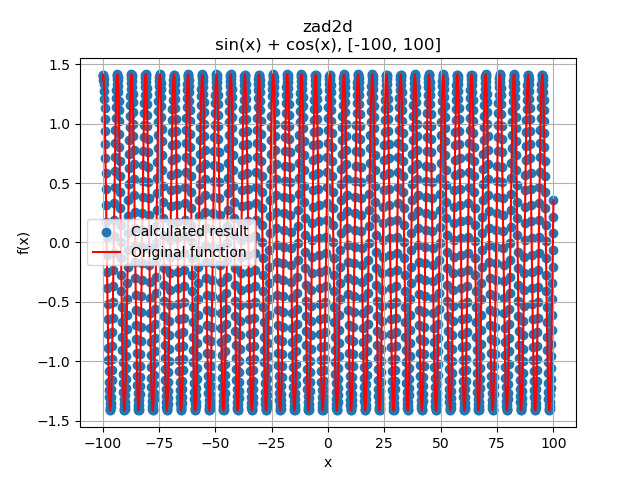 zad2d
sin(x) + cos(x), [-100, 100]
1.5
1.0
0.5
0.0
−0.5
−1.0
−1.5
f(x)
Calculated result
Original function
−100
−75
−50
−25
0
25
50
75
100
x